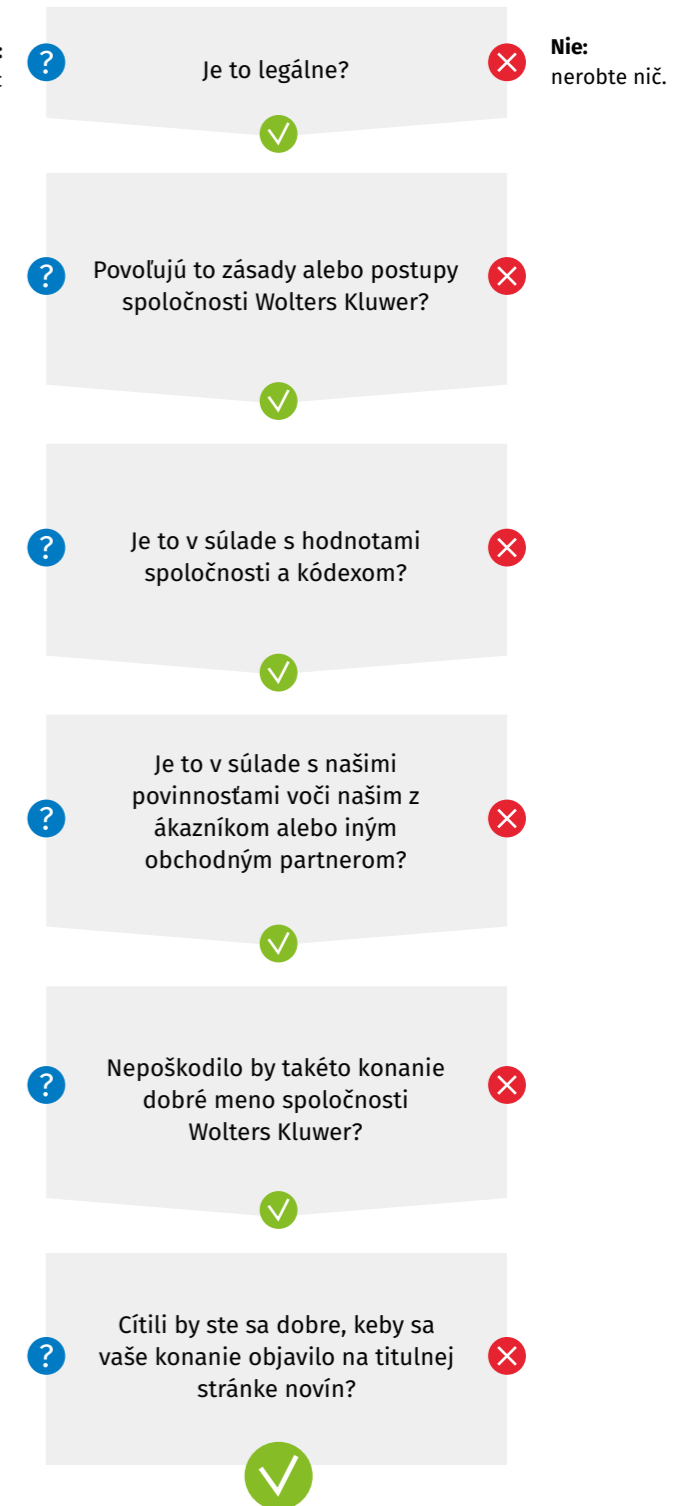 Je to legálne?
Nie:
nerobte nič.
Povoľujú to zásady alebo postupy
spoločnosti Wolters Kluwer?
Je to v súlade s hodnotami
spoločnosti a kódexom?
Je to v súlade s našimi
povinnosťami voči našim z
ákazníkom alebo iným
obchodným partnerom?
Nepoškodilo by takéto konanie
dobré meno spoločnosti
Wolters Kluwer?
Cítili by ste sa dobre, keby sa
vaše konanie objavilo na titulnej
stránke novín?